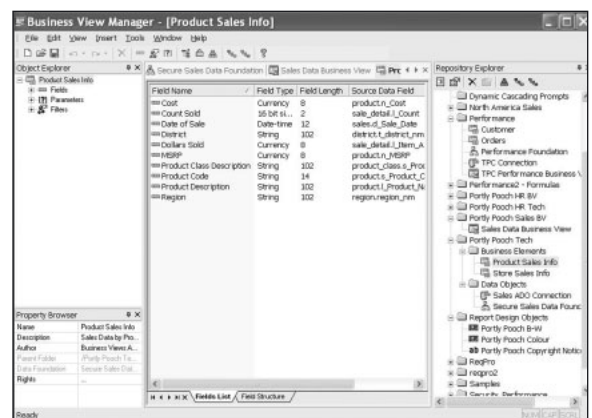 Business View Manager - [Product Sales Info]
File Edit View Insert Tools Window Help
Object Explorer
Product Sales Info
Fields
Parameters
Filters
Property Browser
Name Product Sales Info
Description Sales Data by Pro...
Author Business Views A...
Parent Folder /Portly Pooch Te...
Data Foundation Secure Sales Dat...
Rights ...
Secure Sales Data Foundation Sales Data Business View Prc
Field Name / Field Type Field Length Source Data Field
Cost Currency 8 product.n_Cost
Count Sold 16 bit si... 2 sale_detail.i_Count
Date of Sale Date-time 12 sales.d_Sale_Date
District String 102 district.t_district_nm
Dollars Sold Currency 8 sale_detail.i_Item_A
MSRP Currency 8 product.n_MSRP
Product Class Description String 102 product_class.s_Proc
Product Code String 14 product.s_Product_C
Product Description String 102 product.l_Product_Na
Region String 102 region.region_nm
Fields List Field Structure
Repository Explorer
Dynamic Cascading Prompts
North America Sales
Performance
Customer
Orders
Performance Foundation
TPC Connection
TPC Performance Business V
Performance2 - Formulas
Portly Pooch HR BV
Portly Pooch HR Tech
Portly Pooch Sales BV
Sales Data Business View
Portly Pooch Tech
Business Elements
Product Sales Info
Store Sales Info
Data Objects
Sales ADO Connection
Secure Sales Data Founc
Report Design Objects
Portly Pooch B-W
Portly Pooch Colour
Portly Pooch Copyright Notic
ReqPro
reqpro2
Samples
Security Performance
Ready
NUM CAP SCRL